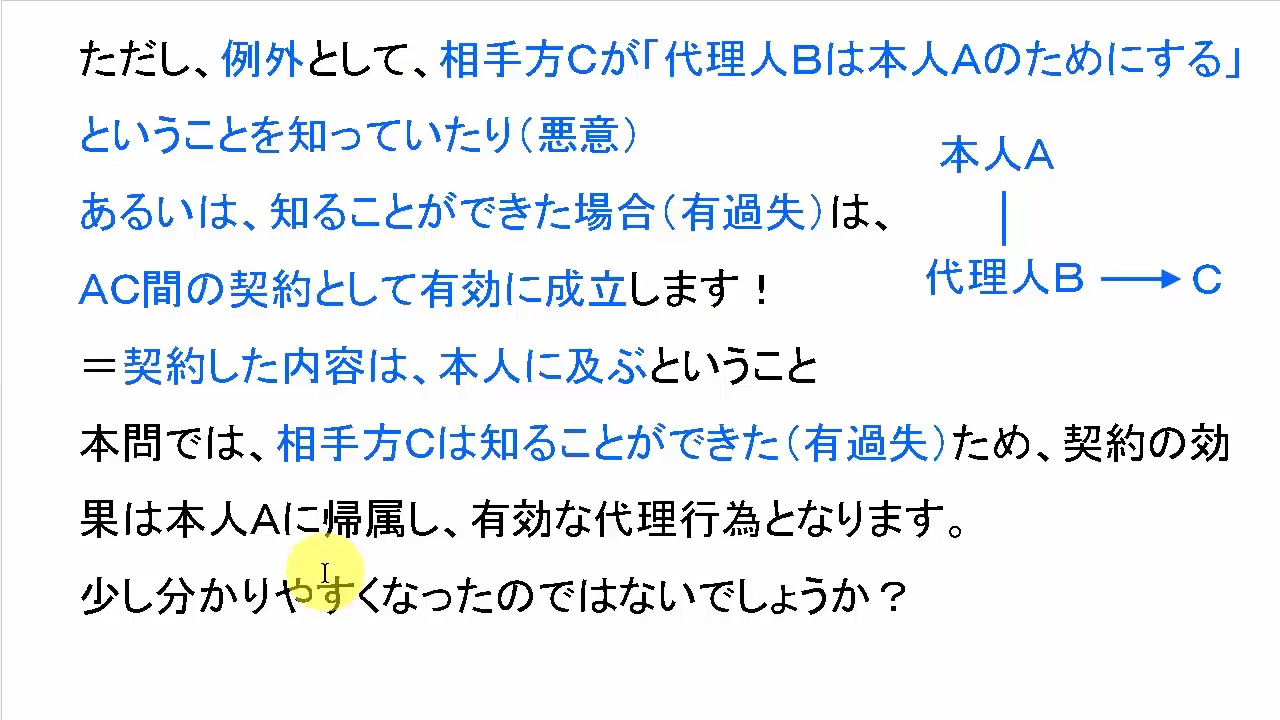 ただし、例外として、相手方Ｃが「代理人Ｂは本人Ａのためにする」
ということを知っていたり（悪意）
本人Ａ
あるいは、知ることができた場合（有過失）は、
代理人Ｂ → Ｃ
ＡＣ間の契約として有効に成立します！
＝契約した内容は、本人に及ぶということ
本問では、相手方Ｃは知ることができた（有過失）ため、契約の効
果は本人Ａに帰属し、有効な代理行為となります。
少し分かりやすくなったのではないでしょうか？